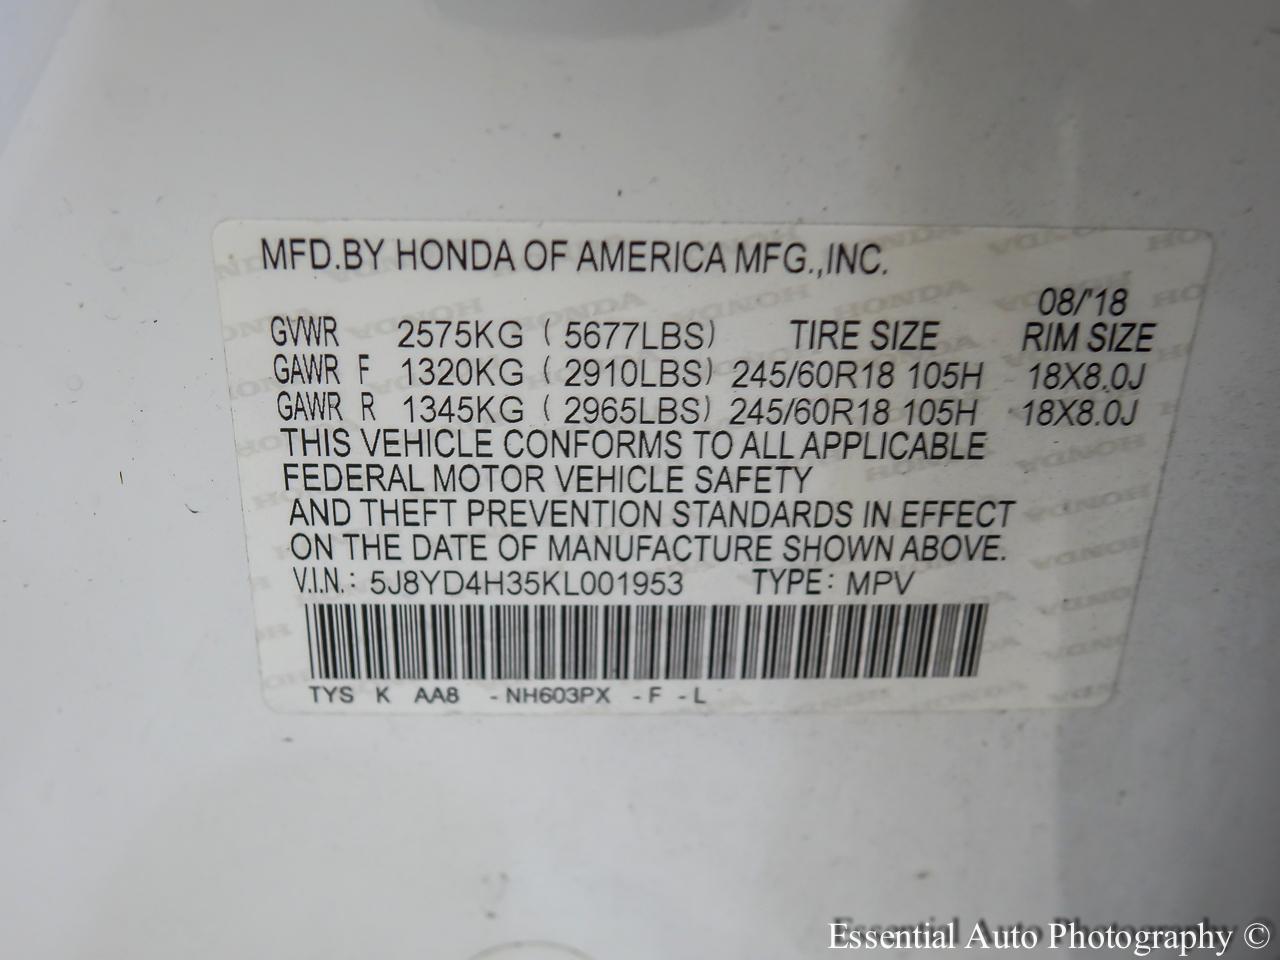 MFD.BY HONDA OF AMERICA MFG.,INC.
08/'18
GVWR 2575KG ( 5677LBS) TIRE SIZE RIM SIZE
GAWR F 1320KG ( 2910LBS) 245/60R18 105H 18X8.0J
GAWR R 1345KG ( 2965LBS) 245/60R18 105H 18X8.0J
THIS VEHICLE CONFORMS TO ALL APPLICABLE
FEDERAL MOTOR VEHICLE SAFETY
AND THEFT PREVENTION STANDARDS IN EFFECT
ON THE DATE OF MANUFACTURE SHOWN ABOVE.
V.I.N.: 5J8YD4H35KL001953 TYPE: MPV
TYS K AA8 -NH603PX -F -L
Essential Auto Photography ©